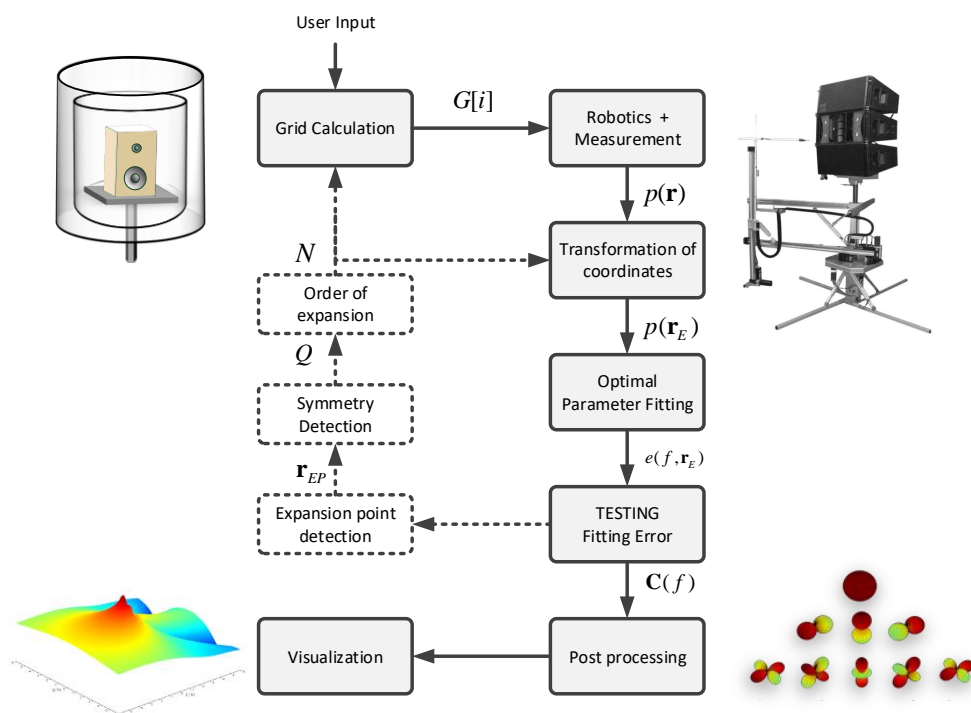 User Input
Grid Calculation
G[i]
Robotics +
Measurement
p(r)
N
Transformation of
coordinates
Order of
expansion
p(r_E)
Q
Optimal
Parameter Fitting
Symmetry
Detection
e(f,r_E)
r_EP
Expansion point
detection
TESTING
Fitting Error
C(f)
Visualization
Post processing